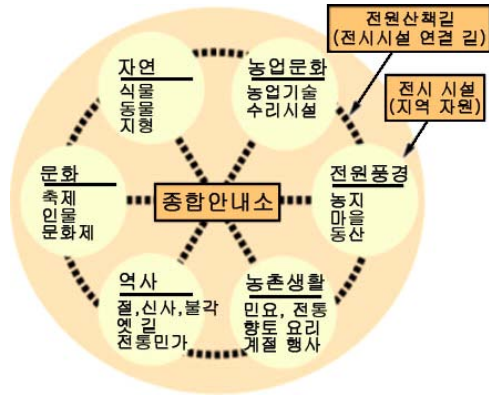 전원산책길
(전시시설 연결 길)
전시 시설
(지역 자원)
자연
식물
동물
지형
농업문화
농업기술
수리시설
문화
축제
인물
문화제
종합안내소
전원풍경
농지
마을
동산
역사
절,신사,불각
옛 길
전통민가
농촌생활
민요, 전통
향토 요리
계절 행사